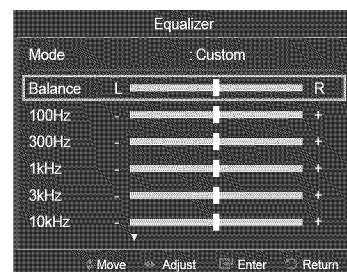 Equalizer
Mode : Custom
Balance L R
100Hz - +
300Hz - +
1kHz - +
3kHz - +
10kHz - +
Move Adjust Enter Return